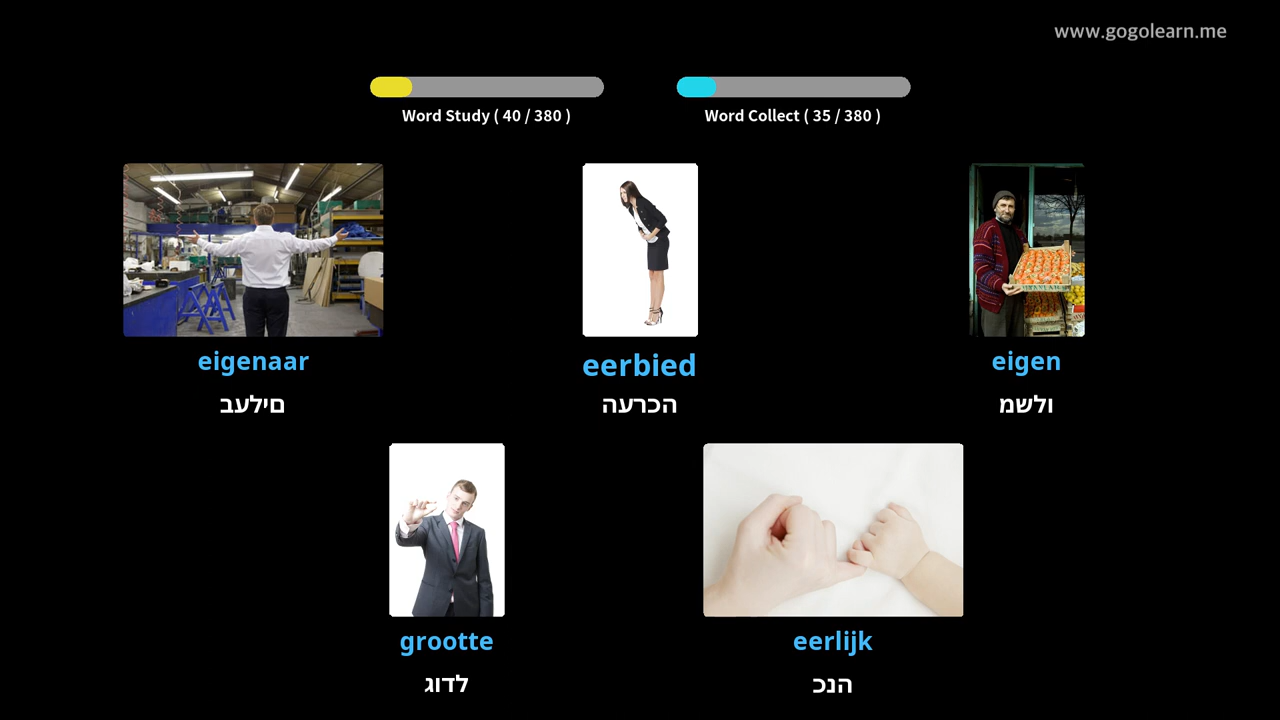 www.gogolearn.me
Word Study ( 40 / 380 )
Word Collect ( 35 / 380 )
eigenaar
םילעב
eerbied
הכרעה
eigen
ולשמ
grootte
לדוג
eerlijk
הנכ